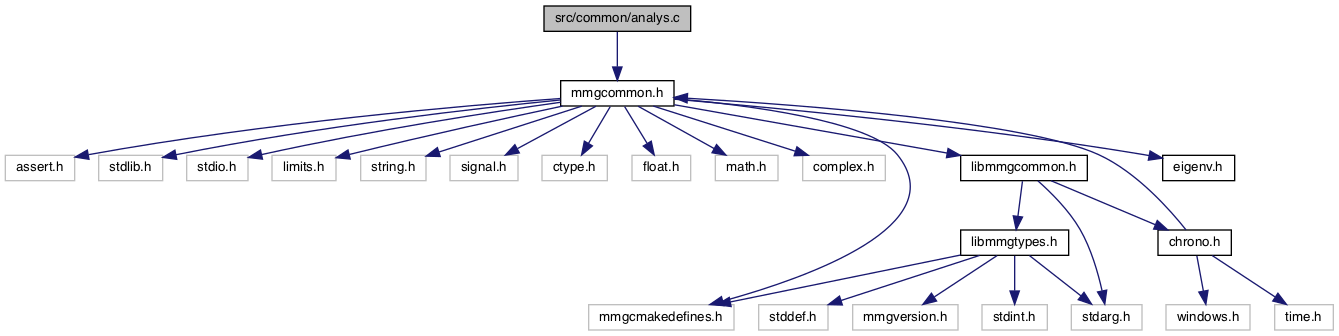 src/common/analys.c
mmgcommon.h
assert.h
stdlib.h
stdio.h
limits.h
string.h
signal.h
ctype.h
float.h
math.h
complex.h
libmmgcommon.h
eigenv.h
libmmgtypes.h
chrono.h
mmgcmakedefines.h
stddef.h
mmgversion.h
stdint.h
stdarg.h
windows.h
time.h